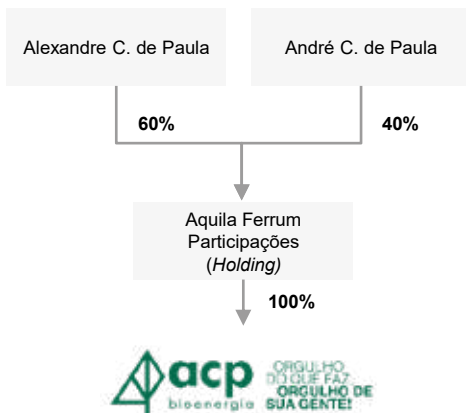 Alexandre C. de Paula
André C. de Paula
60%
40%
Aquila Ferrum
Participações
(Holding)
100%
acp
bioenergia
ORGULHO
DO QUE FAZ.
ORGULHO DE
SUA GENTE!